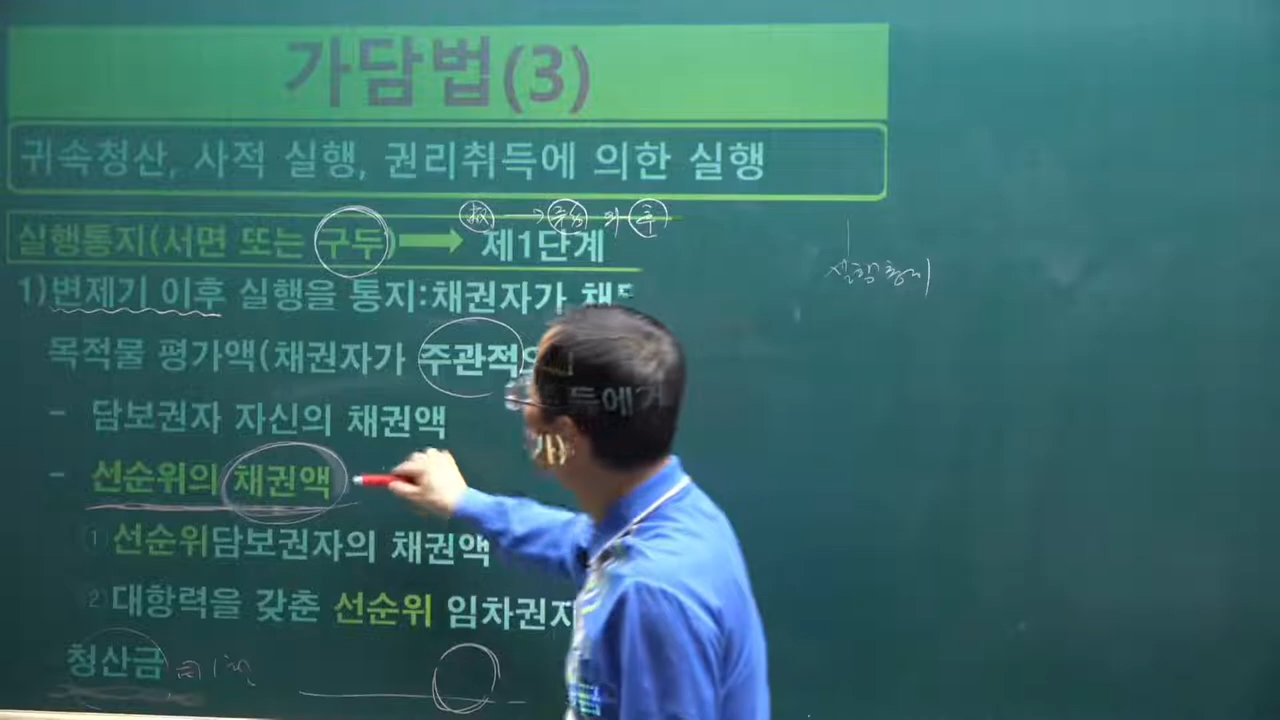 가담법(3)
귀속청산, 사적 실행, 권리취득에 의한 실행
실행통지(서면 또는 구두) → 제1단계
1)변제기 이후 실행을 통지:채권자가
목적물 평가액(채권자가 주관적
- 담보권자 자신의 채권액
- 선순위의 채권액
① 선순위담보권자의 채권액
② 대항력을 갖춘 선순위 임차권자
청산금